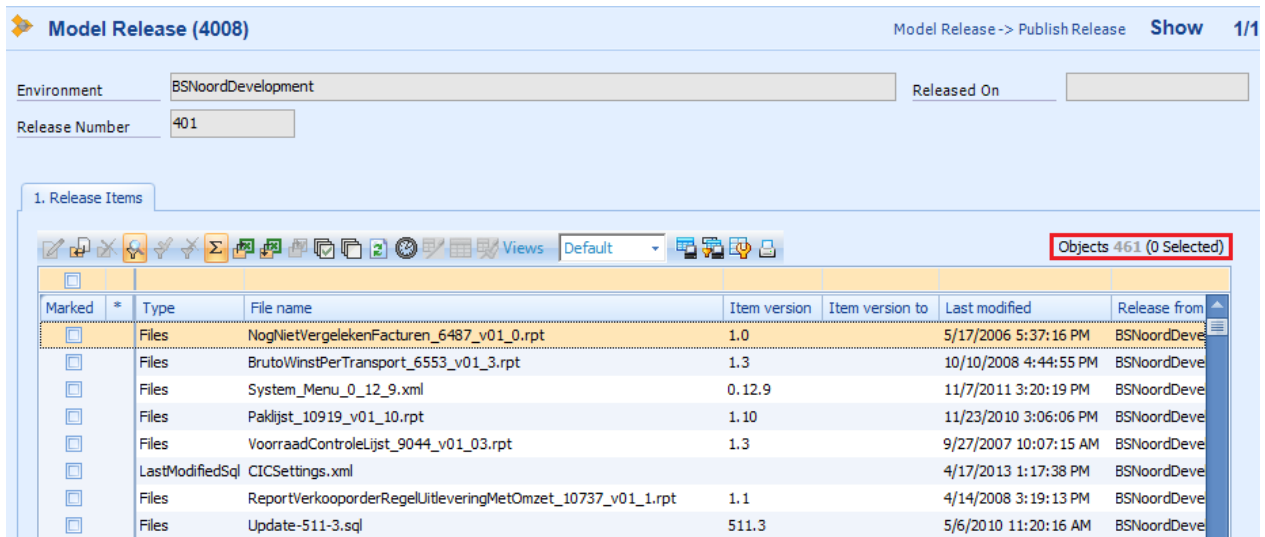 Model Release (4008) Model Release -> Publish Release Show 1/1
Environment BSNoordDevelopment Released On
Release Number 401
1. Release Items
Σ Views Default Objects 461 (0 Selected)
Marked * Type File name Item version Item version to Last modified Release from
Files NogNietVergelekenFacturen_6487_v01_0.rpt 1.0 5/17/2006 5:37:16 PM BSNoordDeve
Files BrutoWinstPerTransport_6553_v01_3.rpt 1.3 10/10/2008 4:44:55 PM BSNoordDeve
Files System_Menu_0_12_9.xml 0.12.9 11/7/2011 3:20:19 PM BSNoordDeve
Files Paklijst_10919_v01_10.rpt 1.10 11/23/2010 3:06:06 PM BSNoordDeve
Files VoorraadControleLijst_9044_v01_03.rpt 1.3 9/27/2007 10:07:15 AM BSNoordDeve
LastModifiedSql CICSettings.xml 4/17/2013 1:17:38 PM BSNoordDeve
Files ReportVerkooporderRegelUitleveringMetOmzet_10737_v01_1.rpt 1.1 4/14/2008 3:19:13 PM BSNoordDeve
Files Update-511-3.sql 511.3 5/6/2010 11:20:16 AM BSNoordDeve